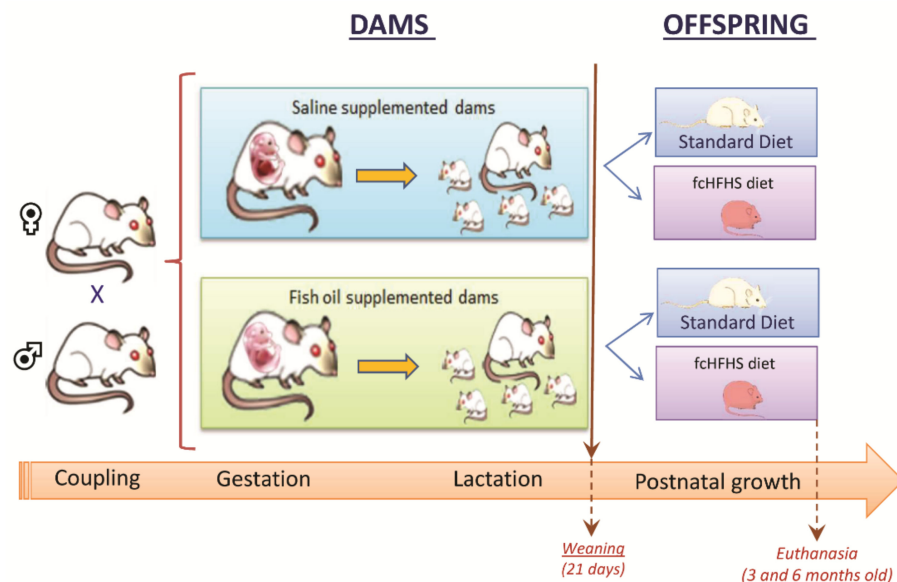 DAMS
OFFSPRING
Saline supplemented dams
Standard Diet
fcHFHS diet
X
Fish oil supplemented dams
Standard Diet
fcHFHS diet
Coupling
Gestation
Lactation
Postnatal growth
Weaning
(21 days)
Euthanasia
(3 and 6 months old)